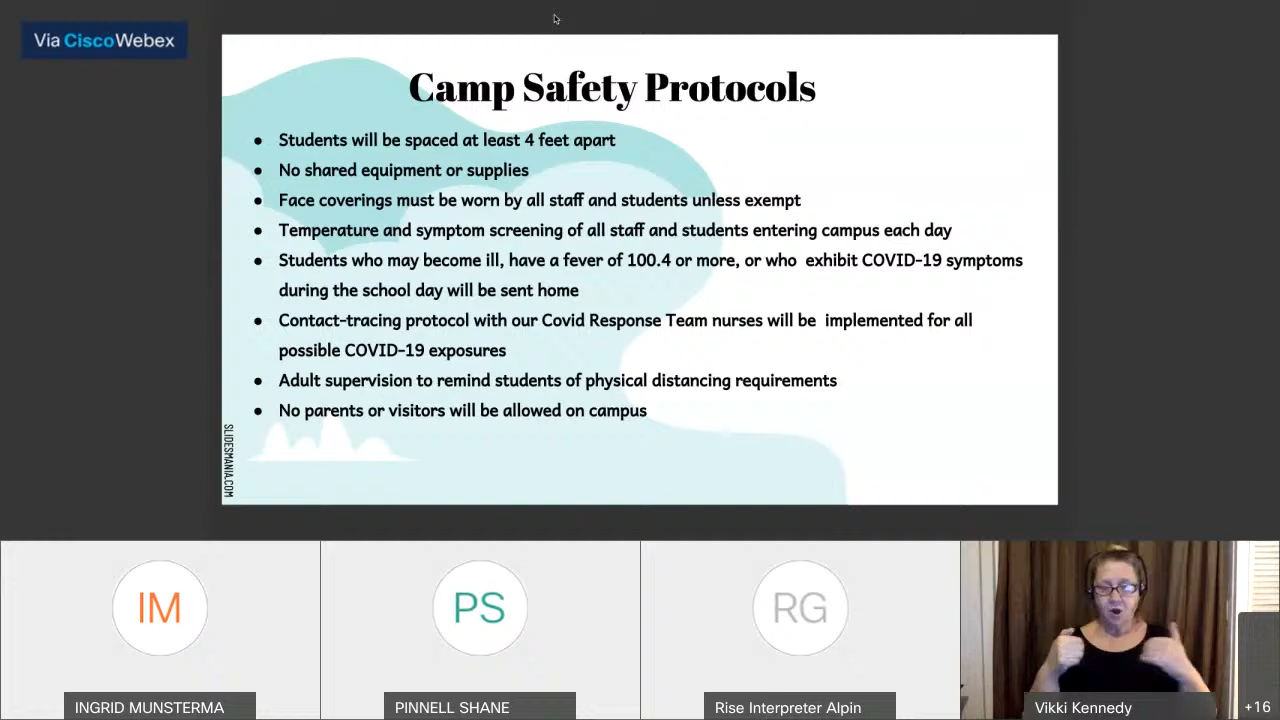 Via CiscoWebex
Camp Safety Protocols
● Students will be spaced at least 4 feet apart
● No shared equipment or supplies
● Face coverings must be worn by all staff and students unless exempt
● Temperature and symptom screening of all staff and students entering campus each day
● Students who may become ill, have a fever of 100.4 or more, or who exhibit COVID-19 symptoms
during the school day will be sent home
● Contact-tracing protocol with our Covid Response Team nurses will be implemented for all
possible COVID-19 exposures
● Adult supervision to remind students of physical distancing requirements
● No parents or visitors will be allowed on campus
SLIDESMANIA.COM
IM
PS
RG
INGRID MUNSTERMA
PINNELL SHANE
Rise Interpreter Alpin
Vikki Kennedy
+16